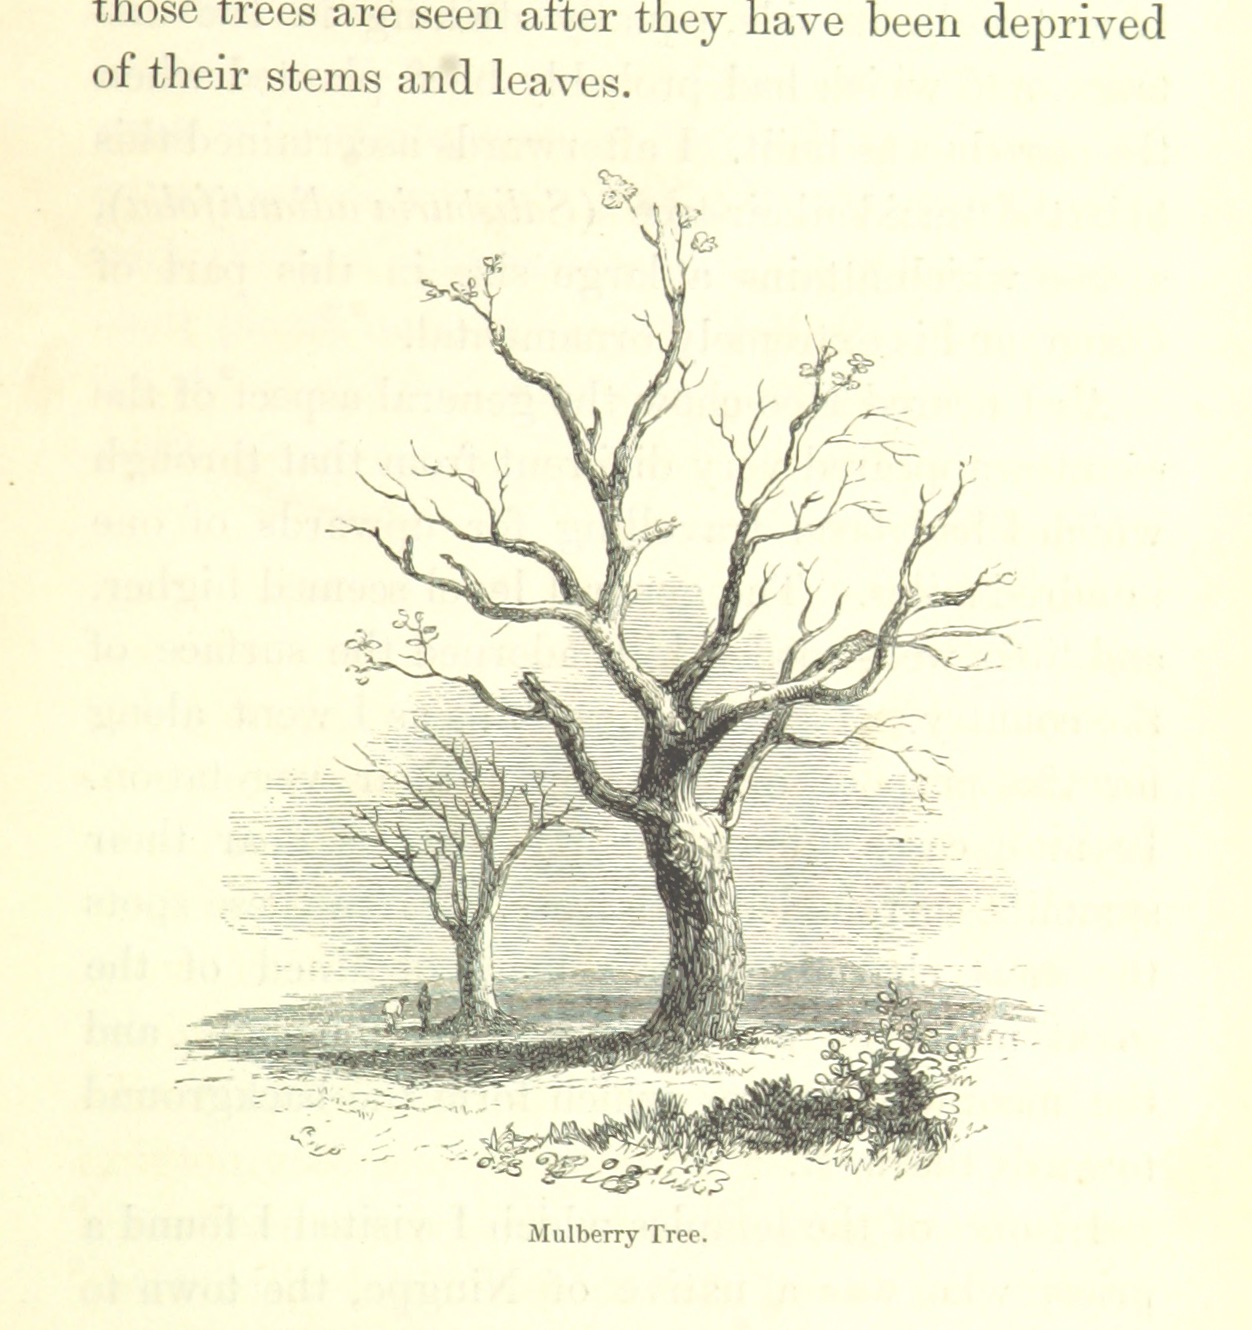 those trees are seen after they have been deprived
of their stems and leaves.
Mulberry Tree.